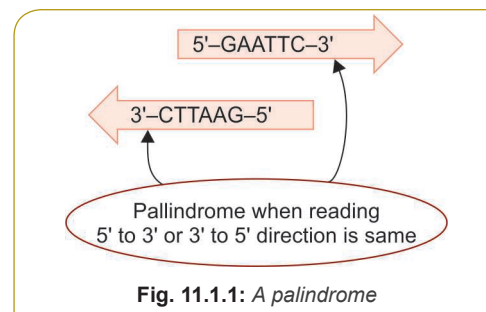 5'–GAATTC–3'
3'–CTTAAG–5'
Pallindrome when reading
5' to 3' or 3' to 5' direction is same
Fig. 11.1.1: A palindrome